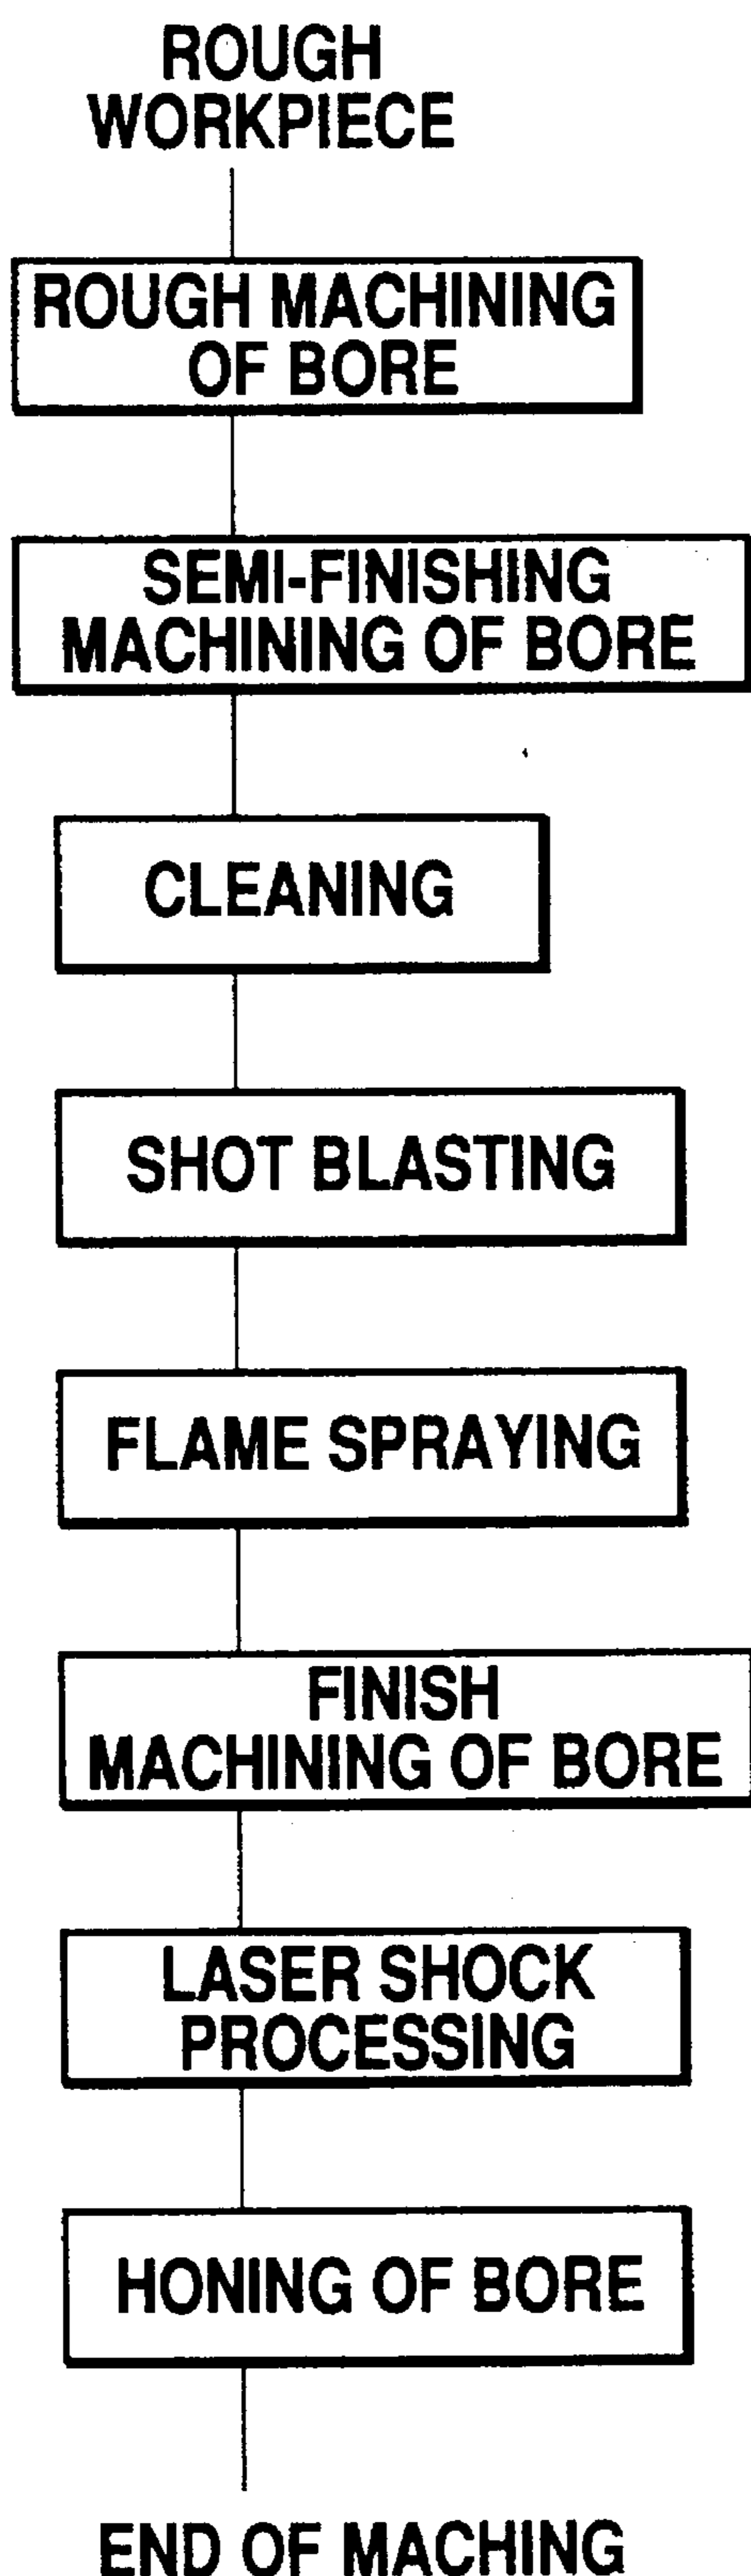 ROUGH
WORKPIECE
ROUGH MACHINING
OF BORE
SEMI-FINISHING
MACHINING OF BORE
CLEANING
SHOT BLASTING
FLAME SPRAYING
FINISH
MACHINING OF BORE
LASER SHOCK
PROCESSING
HONING OF BORE
END OF MACHING